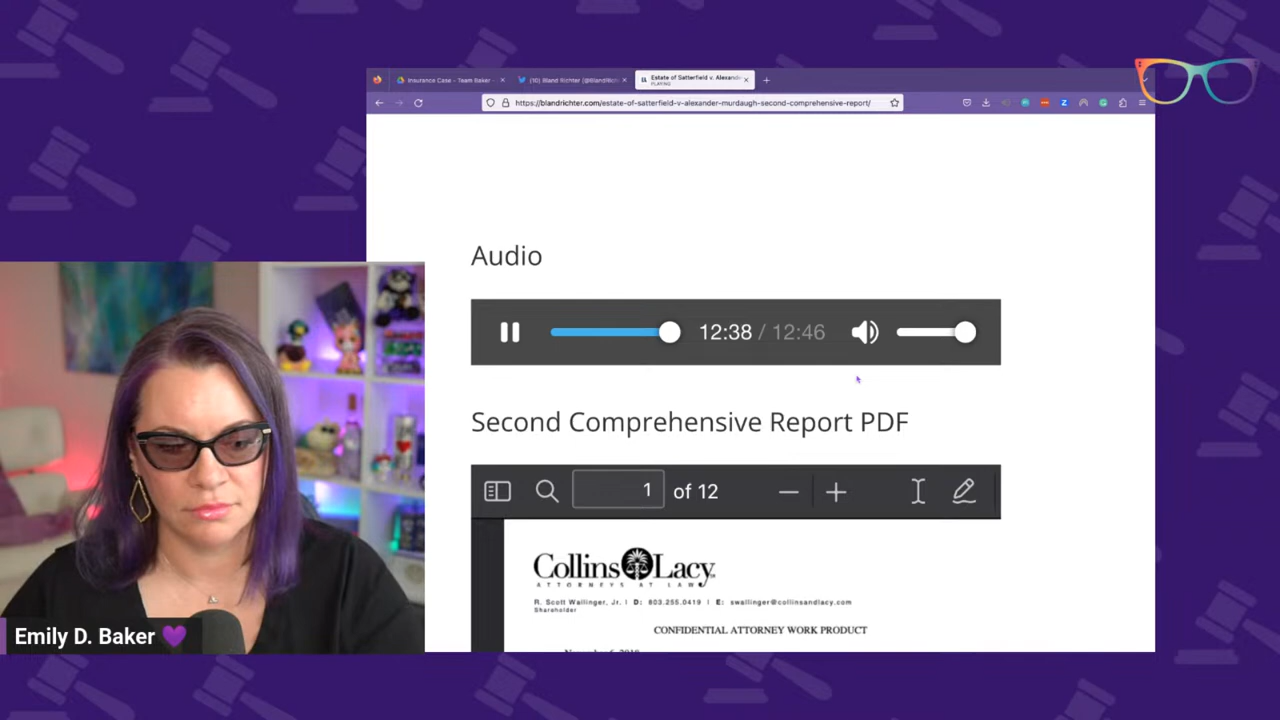 Insurance Case - Team Baker -
(10) Bland Richter (@BlandRich
Estate of Satterfield v. Alexande
PLAYING
https://blandrichter.com/estate-of-satterfield-v-alexander-murdaugh-second-comprehensive-report/
Audio
12:38 / 12:46
Second Comprehensive Report PDF
1 of 12
Collins Lacy
ATTORNEYS AT LAW
R. Scott Wallinger, Jr. | D: 803.255.0419 | E: swallinger@collinsandlacy.com
Shareholder
CONFIDENTIAL ATTORNEY WORK PRODUCT
Emily D. Baker 💜